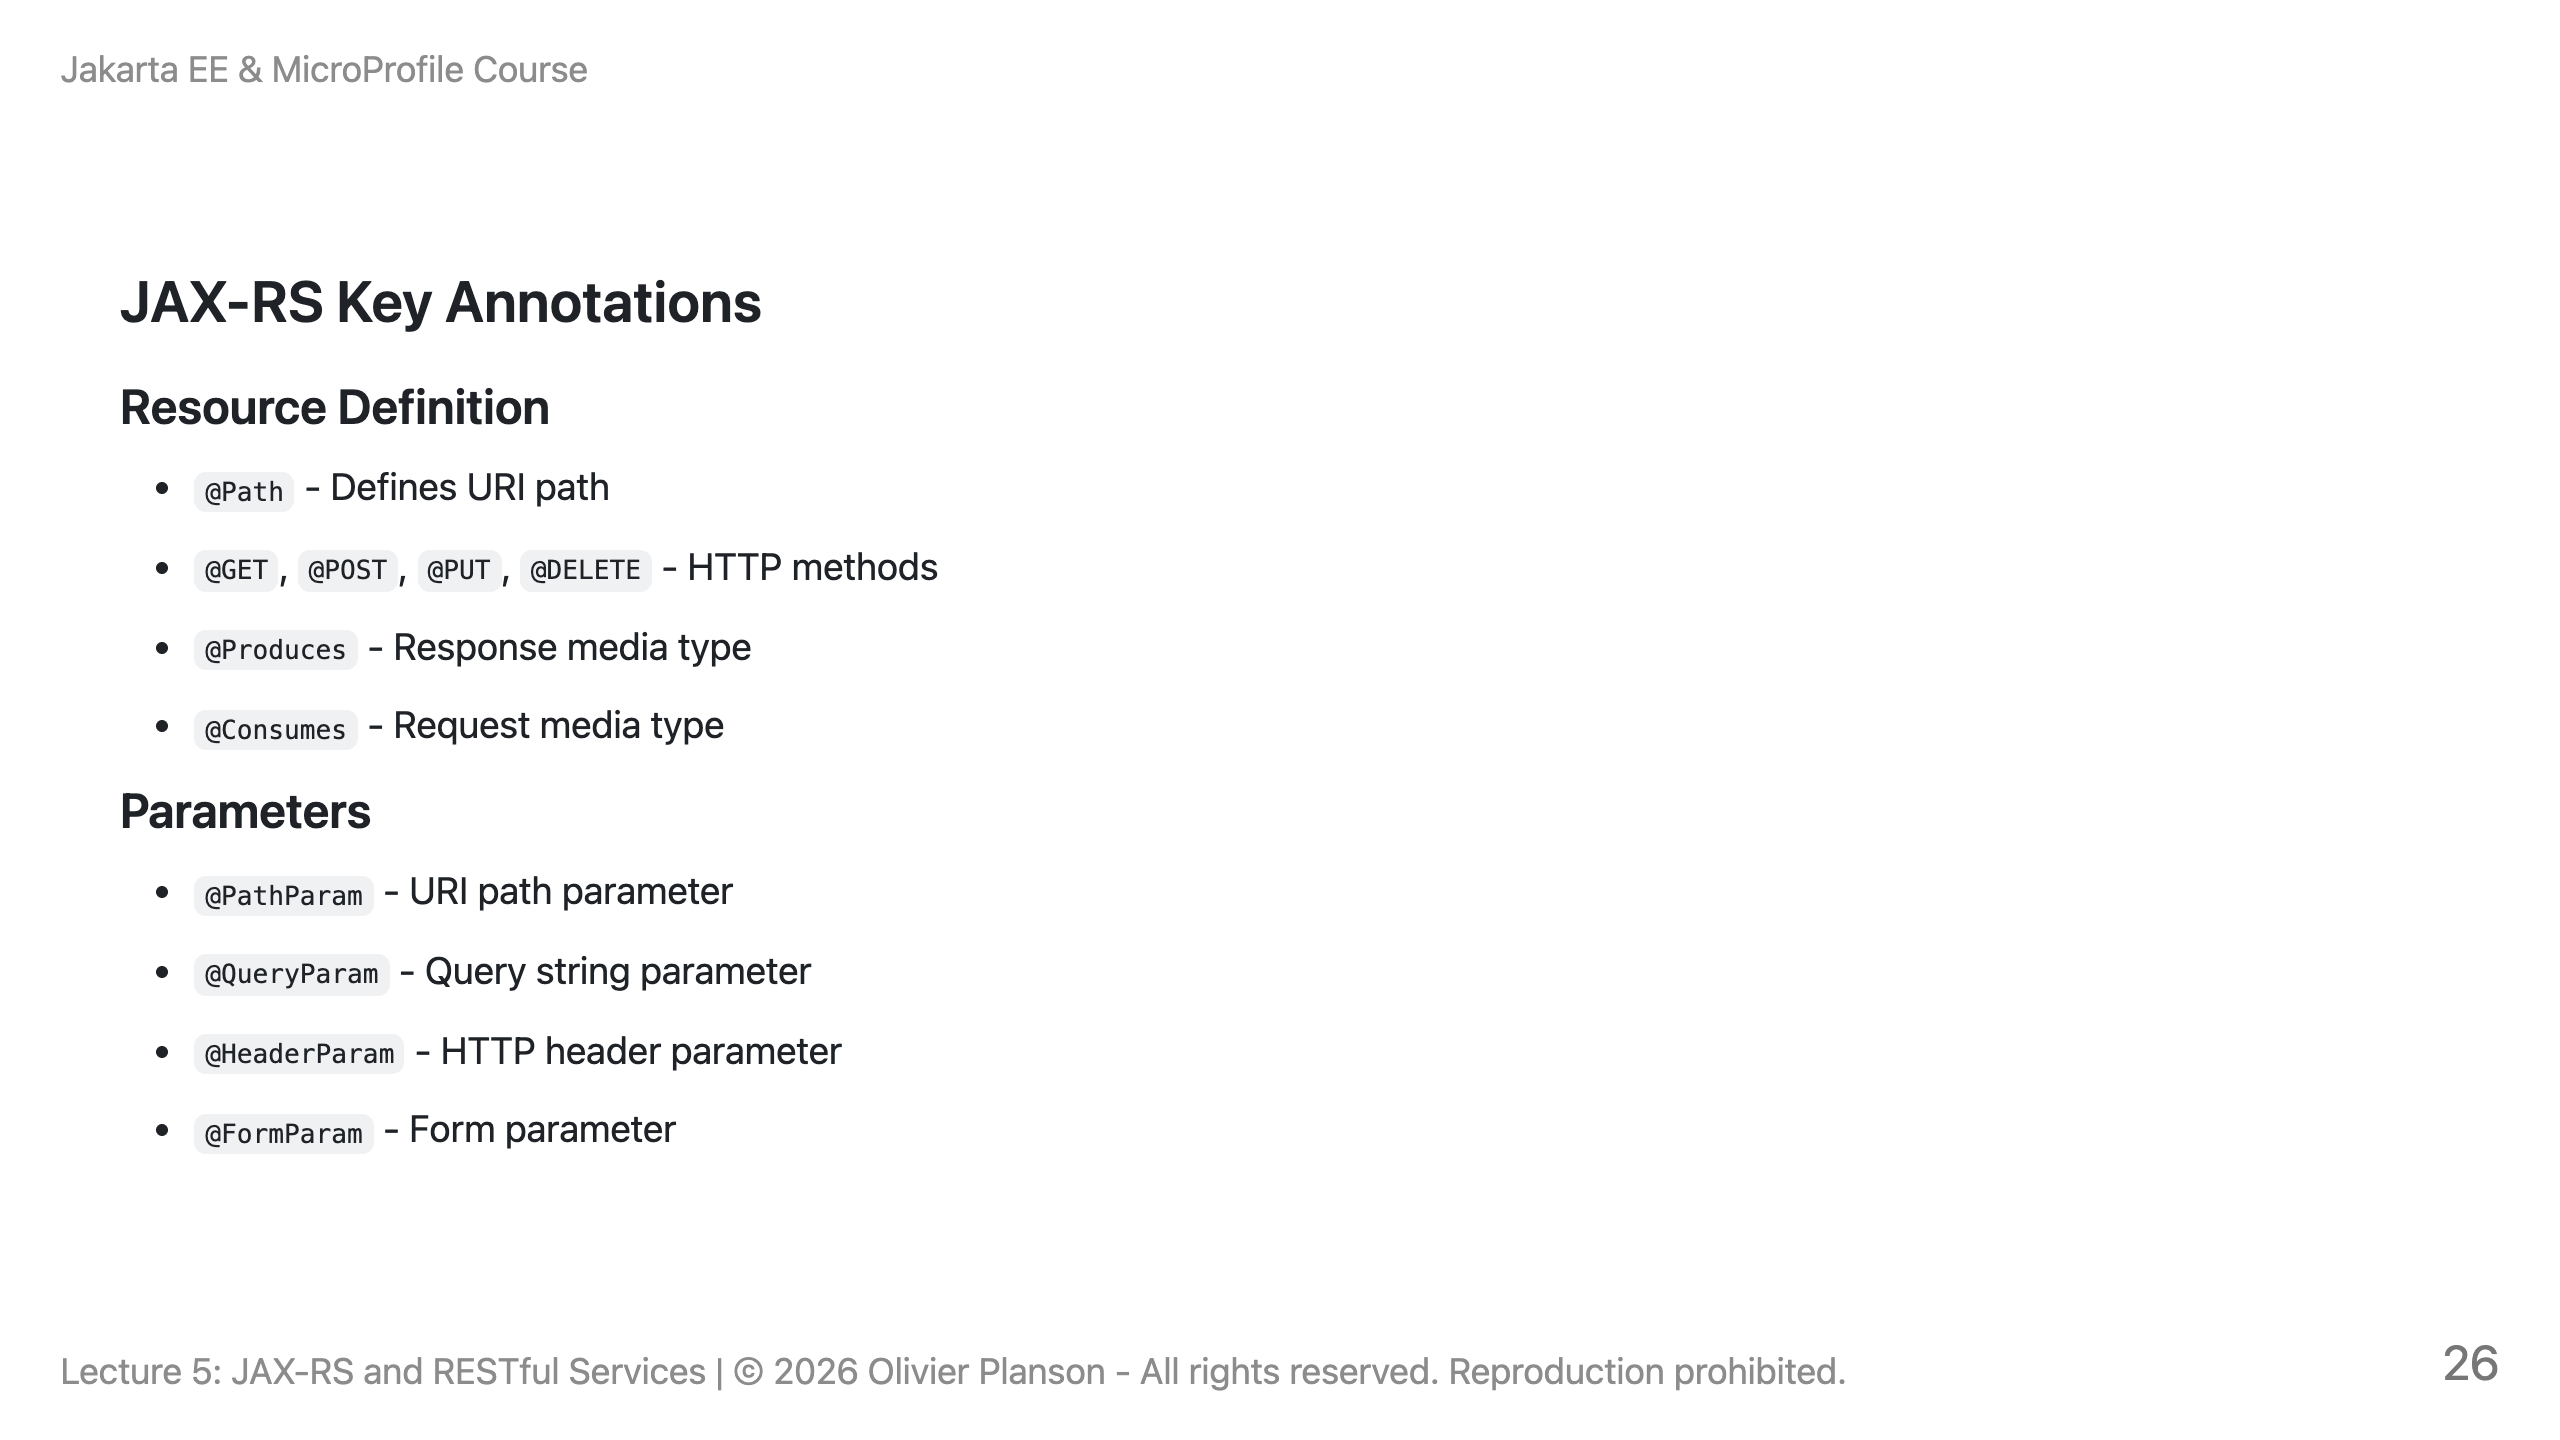 Jakarta EE & MicroProfile Course
JAX-RS Key Annotations
Resource Definition
• @Path - Defines URI path
• @GET, @POST, @PUT, @DELETE - HTTP methods
• @Produces - Response media type
• @Consumes - Request media type
Parameters
• @PathParam - URI path parameter
• @QueryParam - Query string parameter
• @HeaderParam - HTTP header parameter
• @FormParam - Form parameter
Lecture 5: JAX-RS and RESTful Services | © 2026 Olivier Planson - All rights reserved. Reproduction prohibited.
26